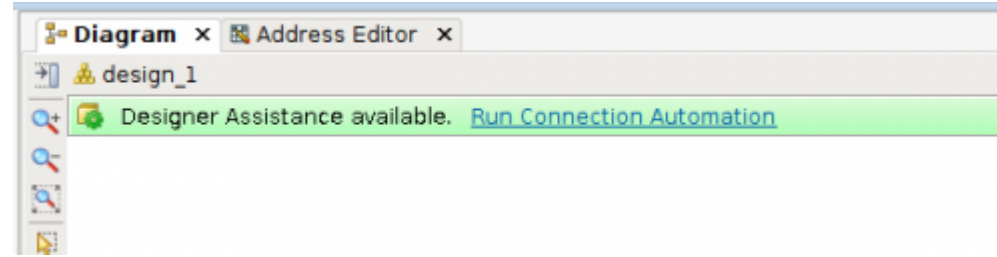 Diagram × Address Editor ×
design_1
Designer Assistance available. Run Connection Automation